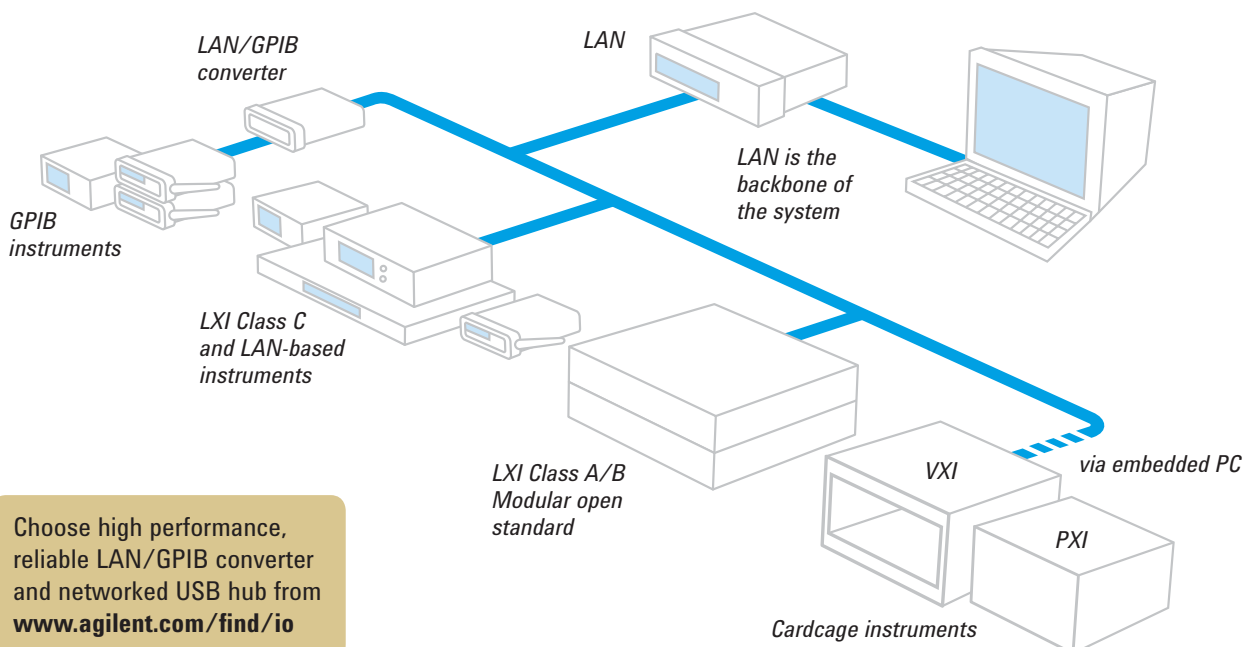 LAN/GPIB
converter
LAN
LAN is the
backbone of
the system
GPIB
instruments
LXI Class C
and LAN-based
instruments
LXI Class A/B
Modular open
standard
VXI
via embedded PC
PXI
Cardcage instruments
Choose high performance,
reliable LAN/GPIB converter
and networked USB hub from
www.agilent.com/find/io